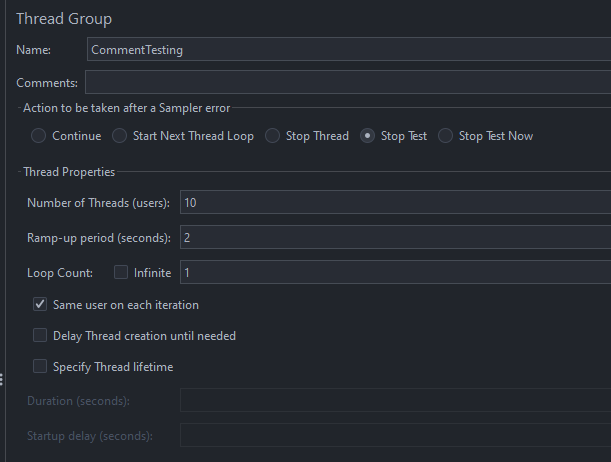 Thread Group
Name: CommentTesting
Comments:
Action to be taken after a Sampler error
Continue Start Next Thread Loop Stop Thread Stop Test Stop Test Now
Thread Properties
Number of Threads (users): 10
Ramp-up period (seconds): 2
Loop Count: Infinite 1
Same user on each iteration
Delay Thread creation until needed
Specify Thread lifetime
Duration (seconds):
Startup delay (seconds):